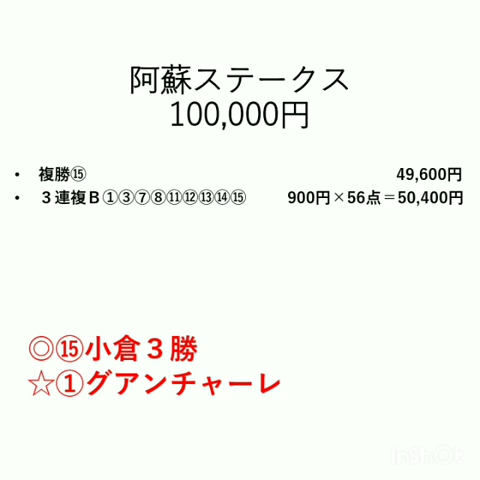 阿蘇ステークス
100,000円
• 複勝⑮ 49,600円
• ３連複Ｂ①③⑦⑧⑪⑫⑬⑭⑮ 900円×56点＝50,400円
◎⑮小倉３勝
☆①グアンチャーレ